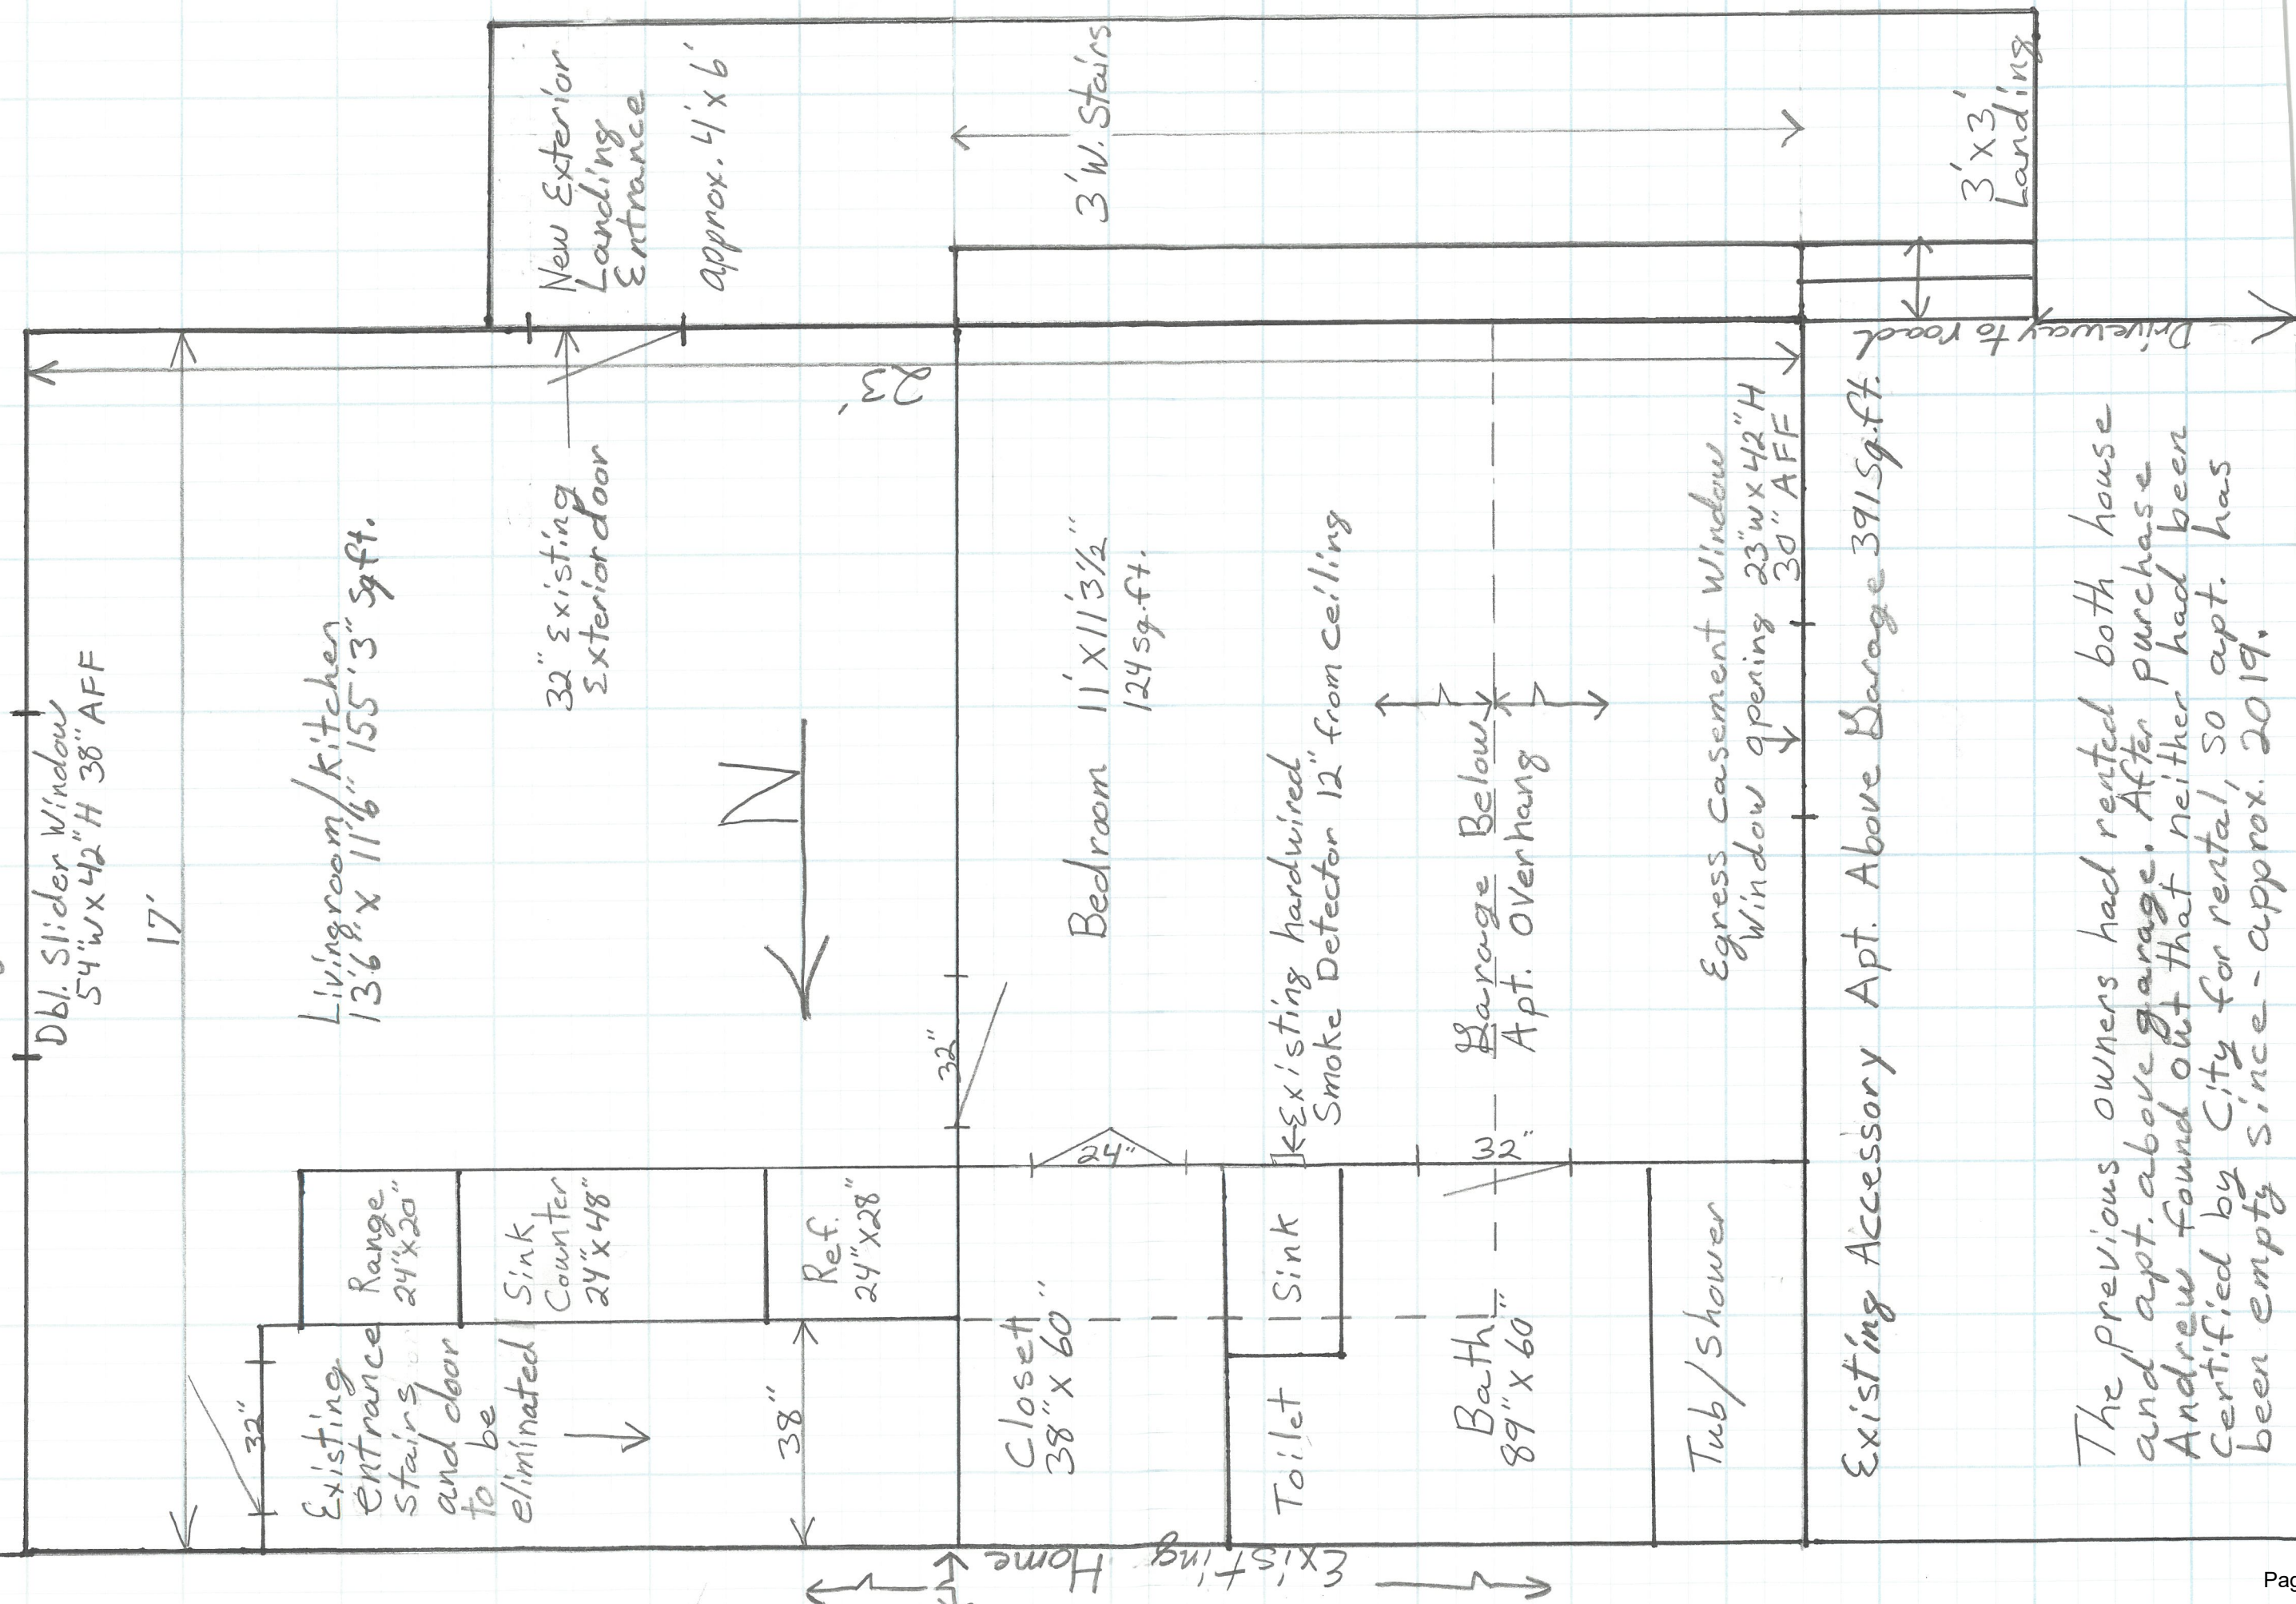 Dbl. Slider Window
54"W x 42"H 38" AFF
17'
Livingroom/Kitchen
13'6" x 11'6" 155'3" Sqft.
32" Existing
Exterior door
23'
New Exterior
Landing
Entrance
approx. 4' x 6'
3' W. Stairs
3' x 3'
Landing
N
Range
24"x20"
Sink
Counter
24"x48"
Ref.
24"x28"
32"
Existing
entrance
stairs
and door
to be
eliminated
38"
32"
Bedroom 11' x 11'3½"
124 sq.ft.
24"
Existing hardwired
Smoke Detector 12" from ceiling
32"
Garage Below
Apt. Overhang
Closet
38" x 60"
Toilet
Sink
Bath
89" x 60"
Tub/Shower
Egress casement window
Window opening 23"W x 42"H
30" AFF
Existing Home
Driveway to road
Existing Accessory Apt. Above Garage 391 Sq.ft.
The previous owners had rented both house
and apt. above garage. After purchase
Andrew found out that neither had been
certified by City for rental, so apt. has
been empty since - approx. 2019.